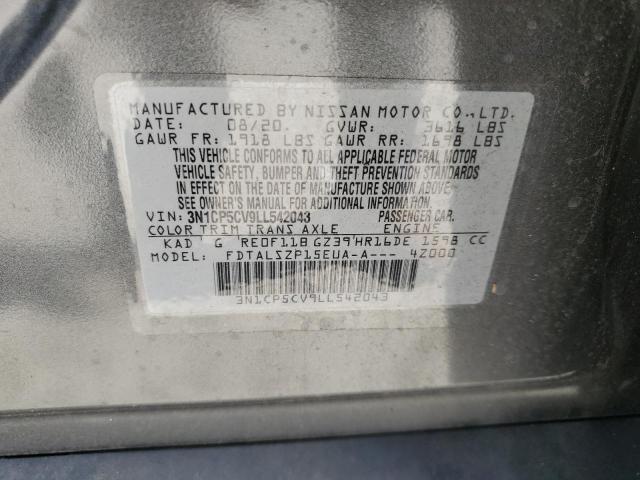 MANUFACTURED BY NISSAN MOTOR CO., LTD.
DATE: 08/20. GVWR: 3616 LBS
GAWR FR: 1918 LBS GAWR RR: 1698 LBS
THIS VEHICLE CONFORMS TO ALL APPLICABLE FEDERAL MOTOR
VEHICLE SAFETY, BUMPER AND THEFT PREVENTION STANDARDS
IN EFFECT ON THE DATE OF MANUFACTURE SHOWN ABOVE.
SEE OWNER'S MANUAL FOR ADDITIONAL INFORMATION.
VIN: 3N1CP5CV9LL542043 PASSENGER CAR.
COLOR TRIM TRANS AXLE ENGINE
KAD G RE0F11B GZ39 HR16DE 1598 CC
MODEL: FDTALSZP15EUA-A--- 4Z000
3N1CP5CV9LL542043